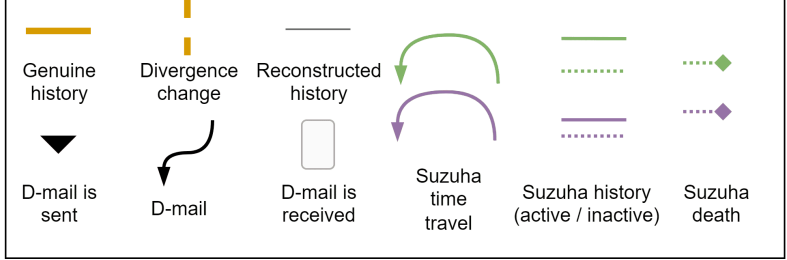 Genuine
history
Divergence
change
Reconstructed
history
D-mail is
sent
D-mail
D-mail is
received
Suzuha
time
travel
Suzuha history
(active / inactive)
Suzuha
death